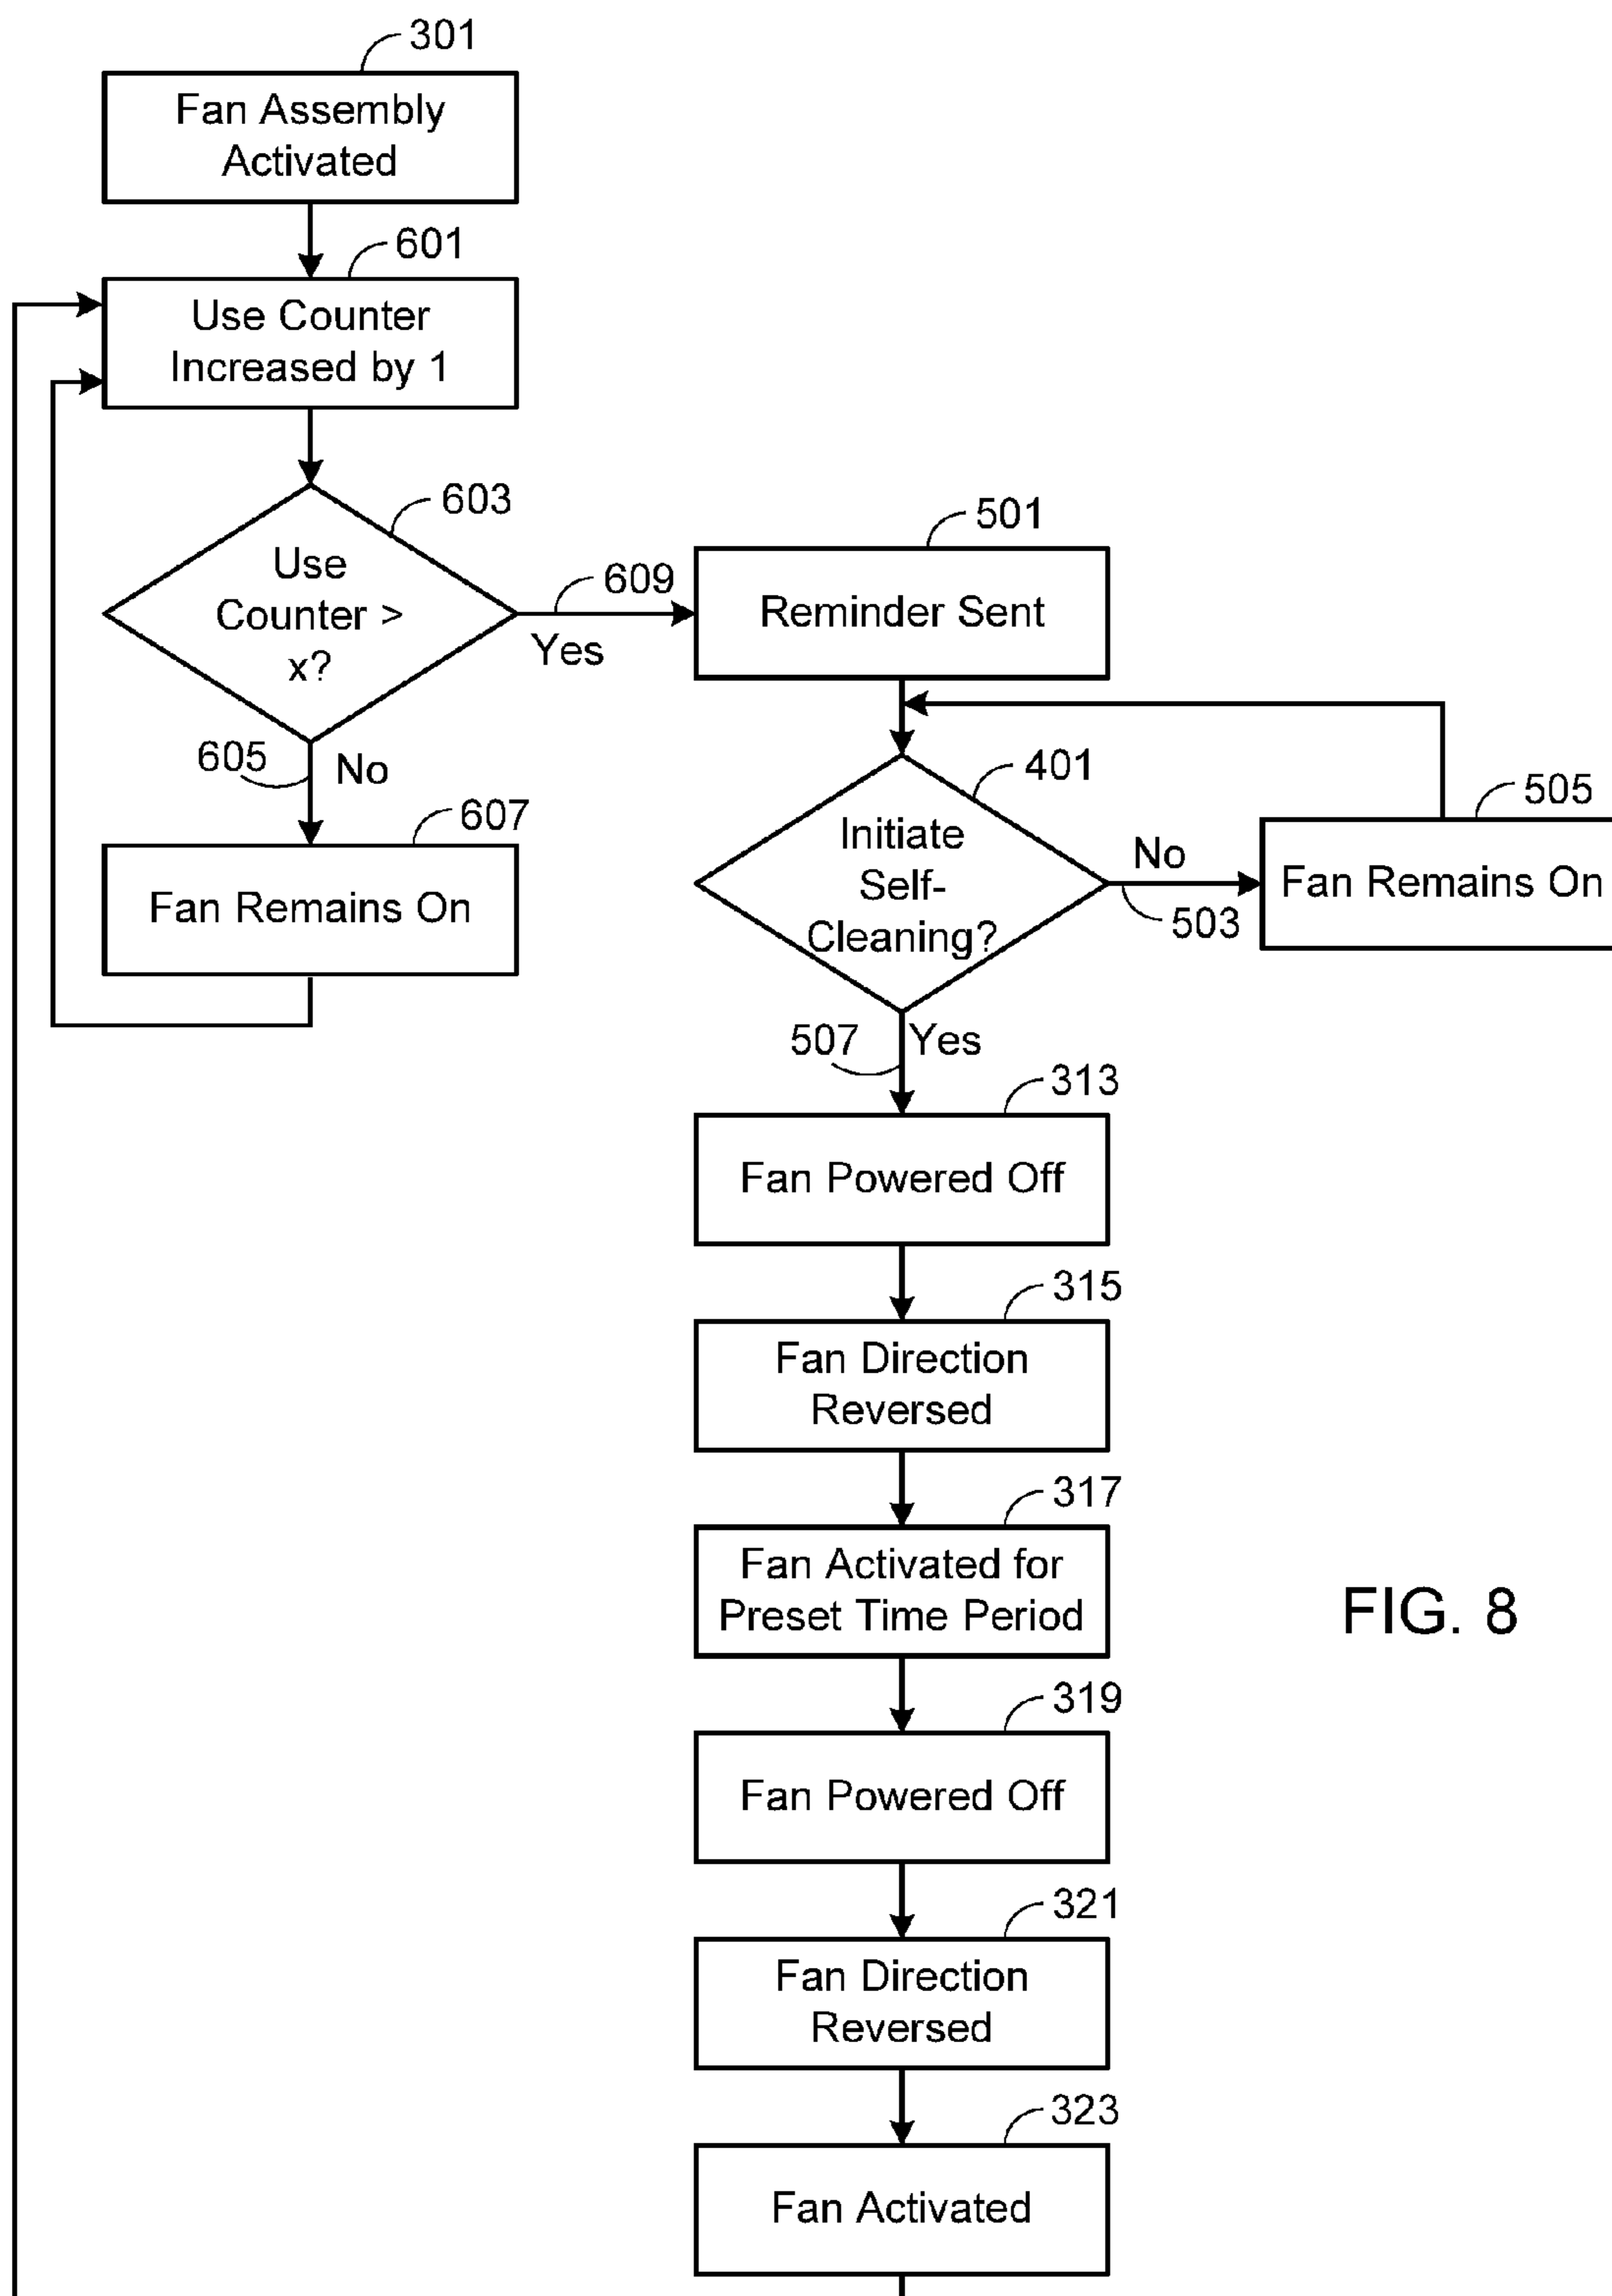 301
Fan Assembly
Activated
601
Use Counter
Increased by 1
603
Use
Counter >
x?
609
Yes
501
Reminder Sent
605
No
607
Fan Remains On
401
Initiate
Self-
Cleaning?
No
503
505
Fan Remains On
507
Yes
313
Fan Powered Off
315
Fan Direction
Reversed
317
Fan Activated for
Preset Time Period
FIG. 8
319
Fan Powered Off
321
Fan Direction
Reversed
323
Fan Activated